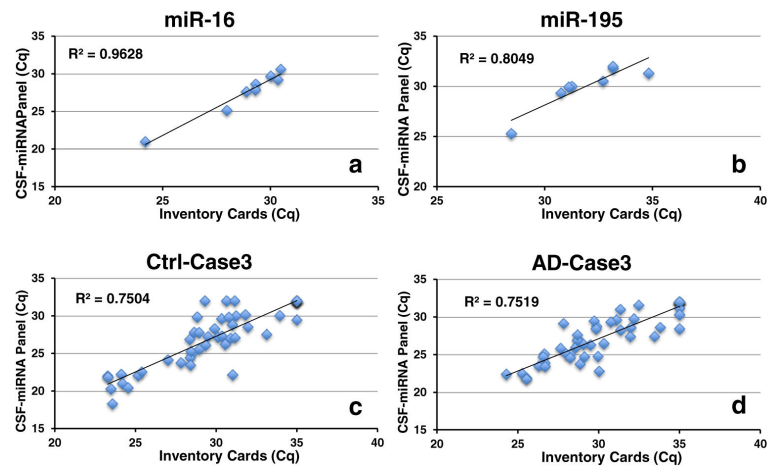 miR-16
CSF-miRNAPanel (Cq)
35
30
25
20
15
R² = 0.9628
a
20
25
30
35
Inventory Cards (Cq)
miR-195
CSF-miRNA Panel (Cq)
35
30
25
20
R² = 0.8049
b
25
30
35
40
Inventory Cards (Cq)
Ctrl-Case3
CSF-miRNA Panel (Cq)
35
30
25
20
15
R² = 0.7504
c
20
25
30
35
40
Inventory Cards (Cq)
AD-Case3
CSF-miRNA Panel (Cq)
35
30
25
20
15
R² = 0.7519
d
20
25
30
35
40
Inventory Cards (Cq)